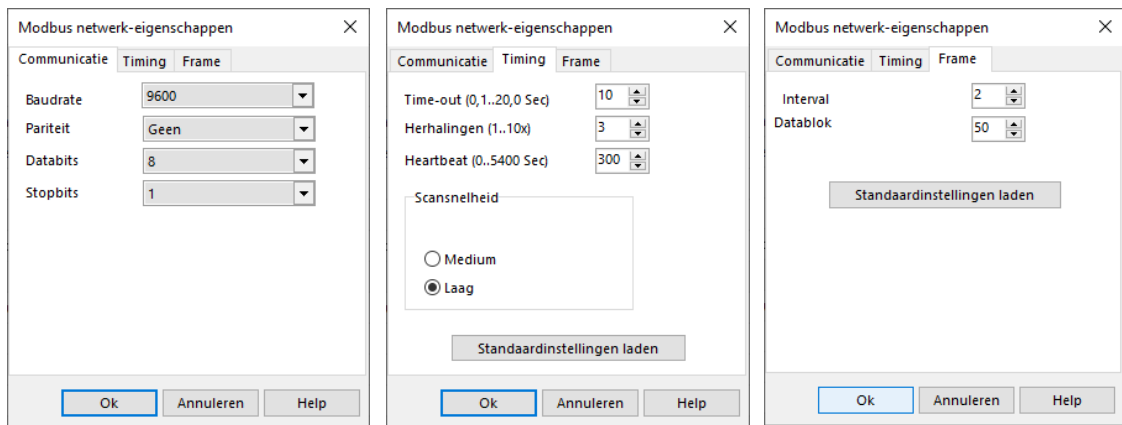 Modbus netwerk-eigenschappen
Communicatie Timing Frame
Baudrate 9600
Pariteit Geen
Databits 8
Stopbits 1
Ok Annuleren Help
Modbus netwerk-eigenschappen
Communicatie Timing Frame
Time-out (0,1..20,0 Sec) 10
Herhalingen (1..10x) 3
Heartbeat (0..5400 Sec) 300
Scansnelheid
Medium
Laag
Standaardinstellingen laden
Ok Annuleren Help
Modbus netwerk-eigenschappen
Communicatie Timing Frame
Interval 2
Datablok 50
Standaardinstellingen laden
Ok Annuleren Help